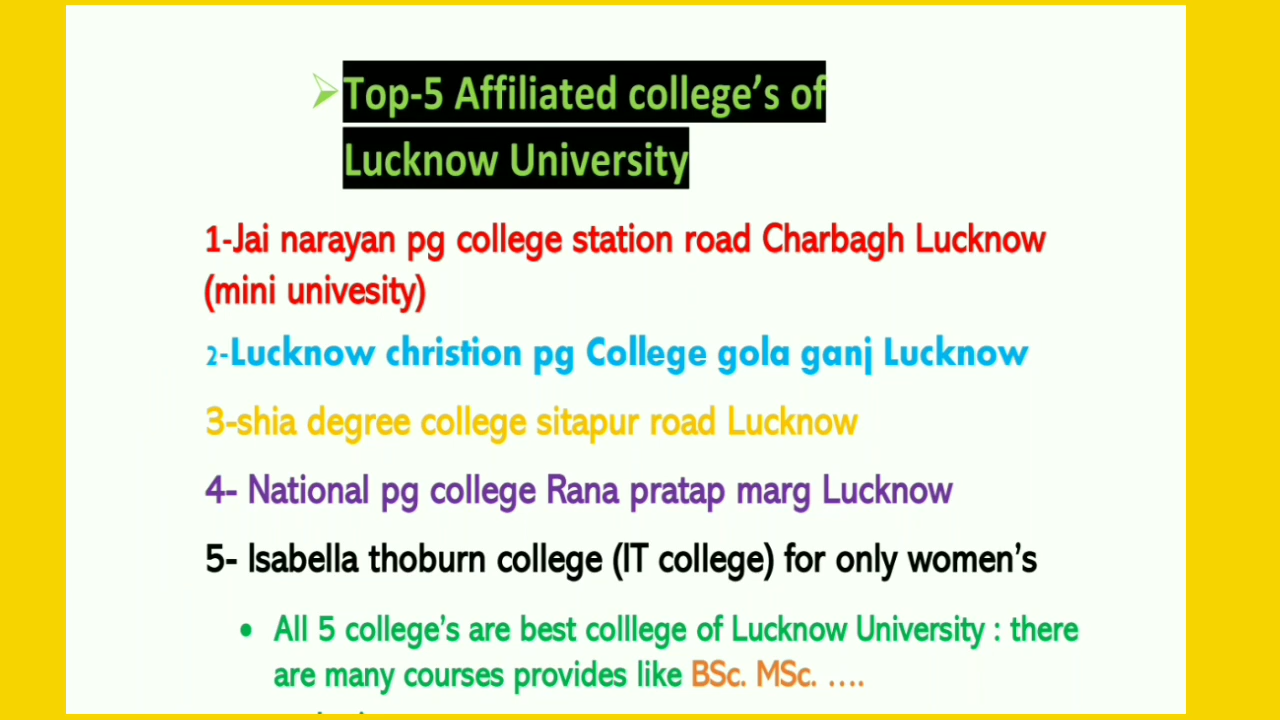 Top-5 Affiliated college’s of
Lucknow University
1-Jai narayan pg college station road Charbagh Lucknow
(mini univesity)
2-Lucknow christion pg College gola ganj Lucknow
3-shia degree college sitapur road Lucknow
4- National pg college Rana pratap marg Lucknow
5- Isabella thoburn college (IT college) for only women’s
• All 5 college’s are best colllege of Lucknow University : there
are many courses provides like BSc. MSc. ….